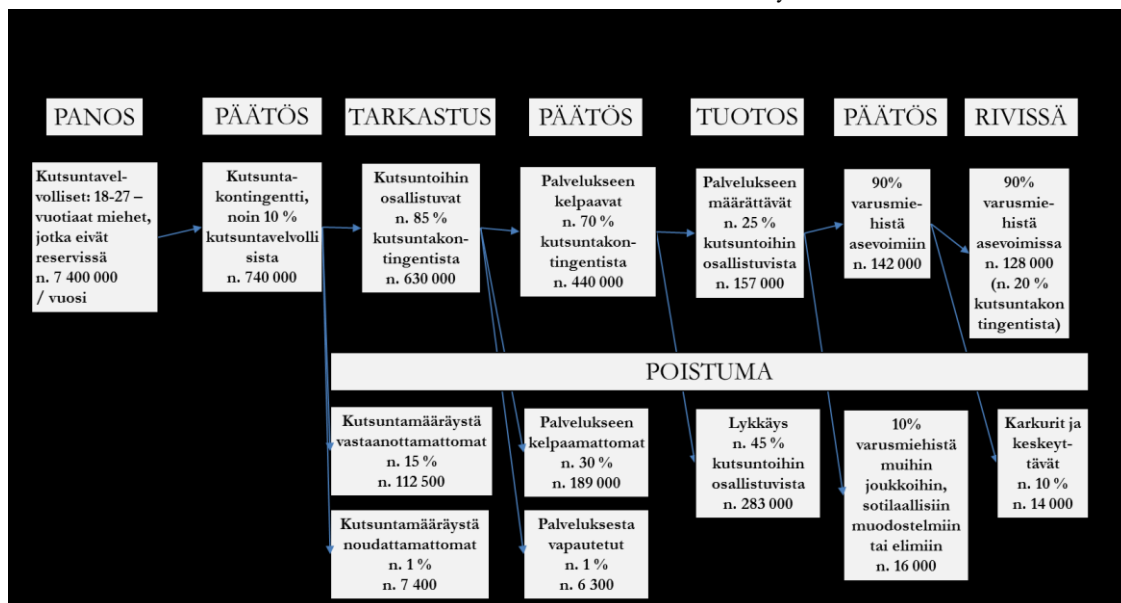 PANOS
PÄÄTÖS
TARKASTUS
PÄÄTÖS
TUOTOS
PÄÄTÖS
RIVISSÄ
Kutsuntavel-
volliset: 18-27 –
vuotiaat miehet,
jotka eivät
reservissä
n. 7 400 000
/ vuosi
Kutsunta-
kontingentti,
noin 10 %
kutsuntavelvolli
sista
n. 740 000
Kutsuntoihin
osallistuvat
n. 85 %
kutsuntakon-
tingentista
n. 630 000
Palvelukseen
kelpaavat
n. 70 %
kutsuntakon-
tingentista
n. 440 000
Palvelukseen
määrättävät
n. 25 %
kutsuntoihin
osallistuvista
n. 157 000
90%
varusmie-
histä
asevoimiin
n. 142 000
90%
varusmie-
histä
asevoimissa
n. 128 000
(n. 20 %
kutsuntakon
tingentista)
POISTUMA
Kutsuntamääräystä
vastaanottamattomat
n. 15 %
n. 112 500
Kutsuntamääräystä
noudattamattomat
n. 1 %
n. 7 400
Palvelukseen
kelpaamattomat
n. 30 %
n. 189 000
Palveluksesta
vapautetut
n. 1 %
n. 6 300
Lykkäys
n. 45 %
kutsuntoihin
osallistuvista
n. 283 000
10%
varusmiehistä
muihin
joukkoihin,
sotilaallisiin
muodostelmiin
tai elimiin
n. 16 000
Karkurit ja
keskeyt-
tävät
n. 10 %
n. 14 000